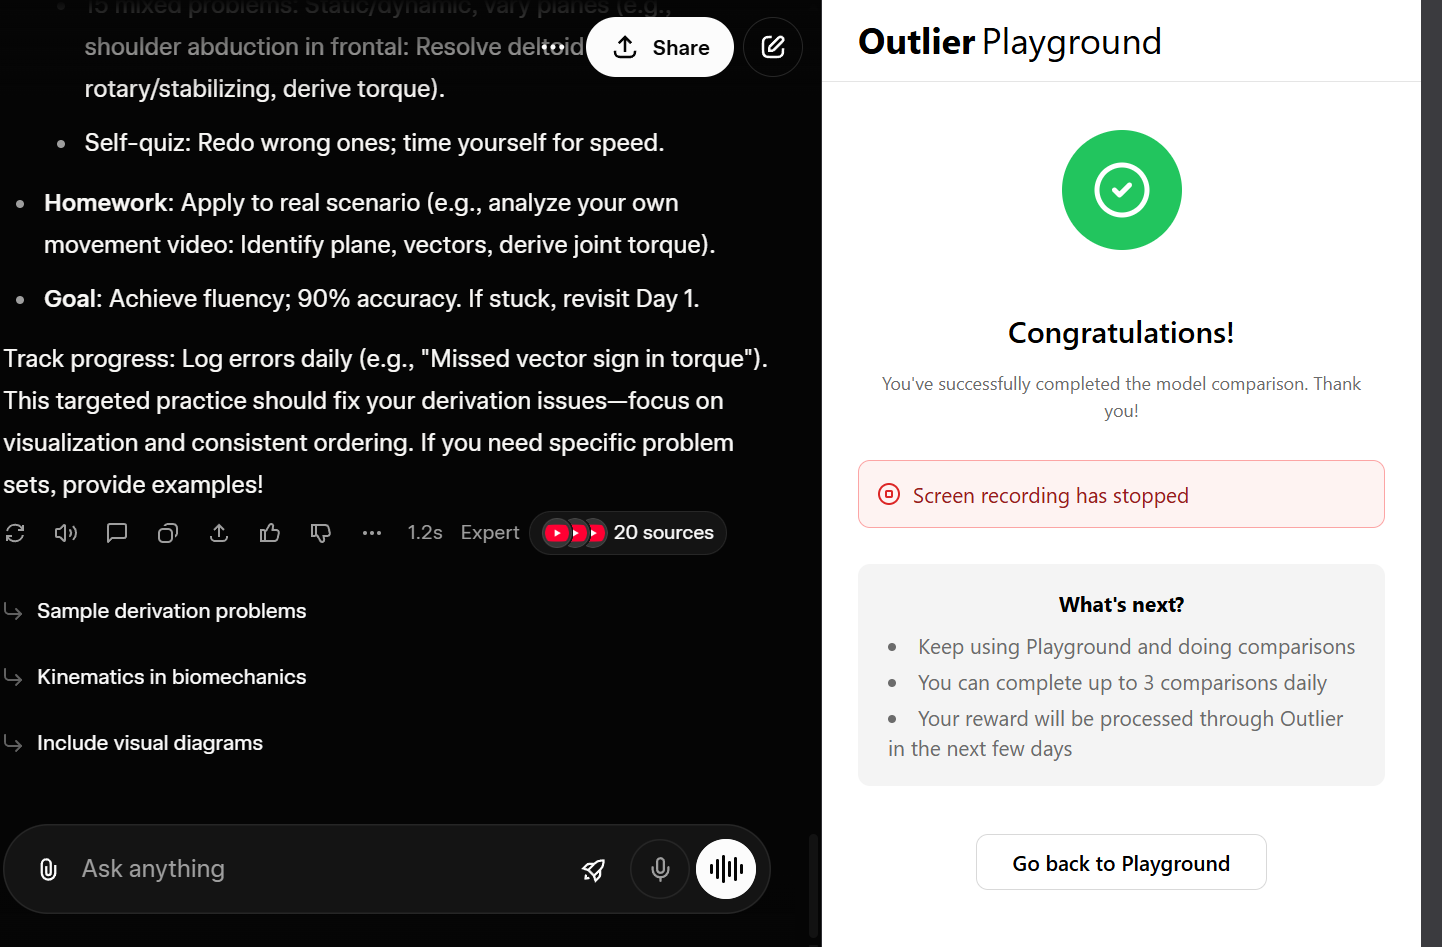 15 mixed problems: Static/dynamic, vary planes (e.g.,
shoulder abduction in frontal: Resolve deltoid
rotary/stabilizing, derive torque).
Share
Self-quiz: Redo wrong ones; time yourself for speed.
Homework: Apply to real scenario (e.g., analyze your own
movement video: Identify plane, vectors, derive joint torque).
Goal: Achieve fluency; 90% accuracy. If stuck, revisit Day 1.
Track progress: Log errors daily (e.g., "Missed vector sign in torque").
This targeted practice should fix your derivation issues—focus on
visualization and consistent ordering. If you need specific problem
sets, provide examples!
1.2s Expert 20 sources
Sample derivation problems
Kinematics in biomechanics
Include visual diagrams
Ask anything
Outlier Playground
Congratulations!
You've successfully completed the model comparison. Thank
you!
Screen recording has stopped
What's next?
Keep using Playground and doing comparisons
You can complete up to 3 comparisons daily
Your reward will be processed through Outlier
in the next few days
Go back to Playground